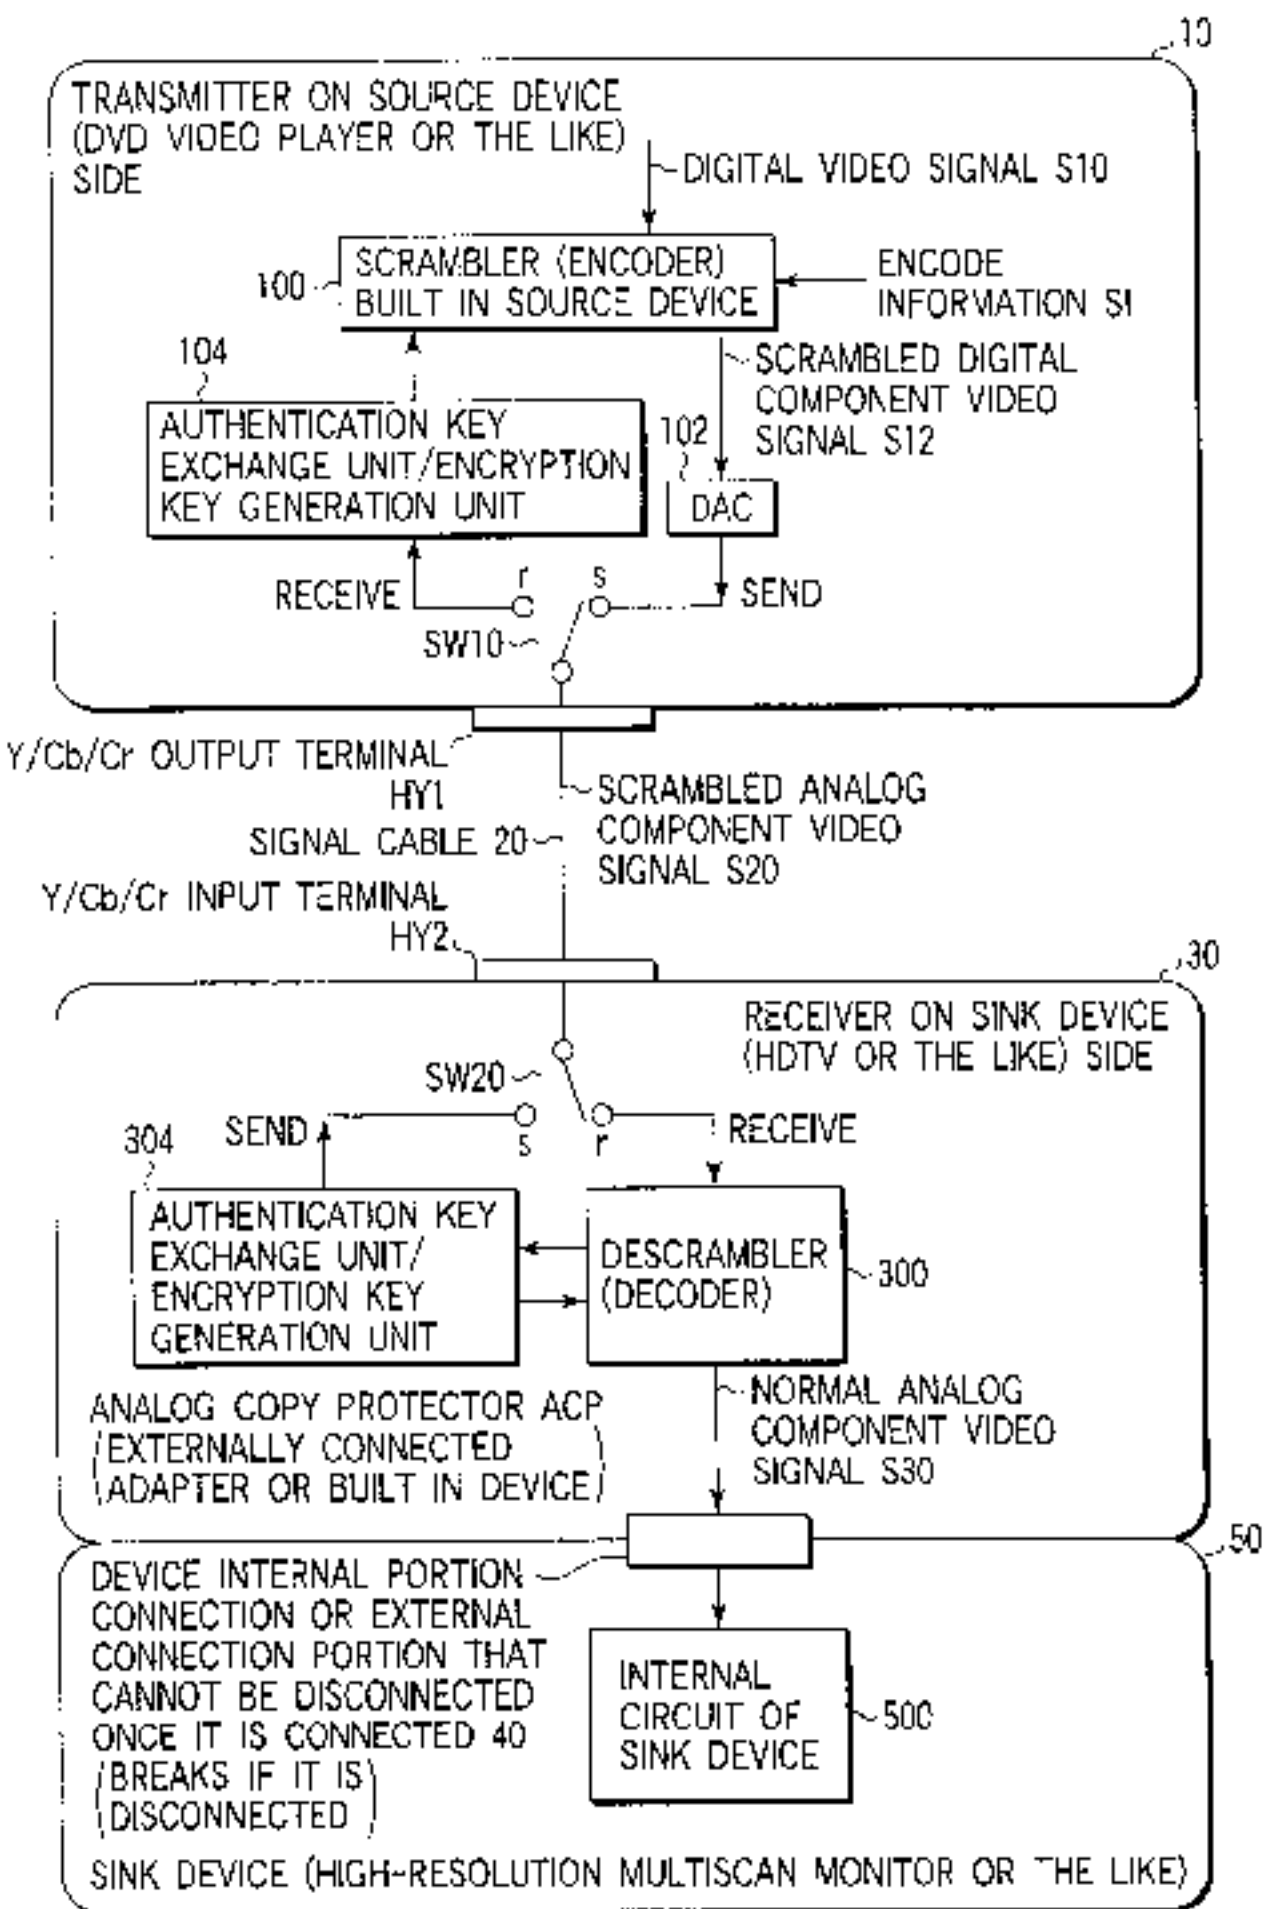 10
TRANSMITTER ON SOURCE DEVICE
(DVD VIDEO PLAYER OR THE LIKE)
SIDE
DIGITAL VIDEO SIGNAL S10
100
SCRAMBLER (ENCODER)
BUILT IN SOURCE DEVICE
ENCODE
INFORMATION SI
104
AUTHENTICATION KEY
EXCHANGE UNIT/ENCRYPTION
KEY GENERATION UNIT
SCRAMBLED DIGITAL
COMPONENT VIDEO
SIGNAL S12
102
DAC
RECEIVE
r
s
SEND
SW10
Y/Cb/Cr OUTPUT TERMINAL
HY1
SCRAMBLED ANALOG
COMPONENT VIDEO
SIGNAL S20
SIGNAL CABLE 20
Y/Cb/Cr INPUT TERMINAL
HY2
30
RECEIVER ON SINK DEVICE
(HDTV OR THE LIKE) SIDE
SW20
SEND
s
r
RECEIVE
304
AUTHENTICATION KEY
EXCHANGE UNIT/
ENCRYPTION KEY
GENERATION UNIT
DESCRAMBLER
(DECODER)
300
ANALOG COPY PROTECTOR ACP
(EXTERNALLY CONNECTED
ADAPTER OR BUILT IN DEVICE)
NORMAL ANALOG
COMPONENT VIDEO
SIGNAL S30
50
DEVICE INTERNAL PORTION
CONNECTION OR EXTERNAL
CONNECTION PORTION THAT
CANNOT BE DISCONNECTED
ONCE IT IS CONNECTED 40
(BREAKS IF IT IS
DISCONNECTED)
INTERNAL
CIRCUIT OF
SINK DEVICE
500
SINK DEVICE (HIGH-RESOLUTION MULTISCAN MONITOR OR THE LIKE)